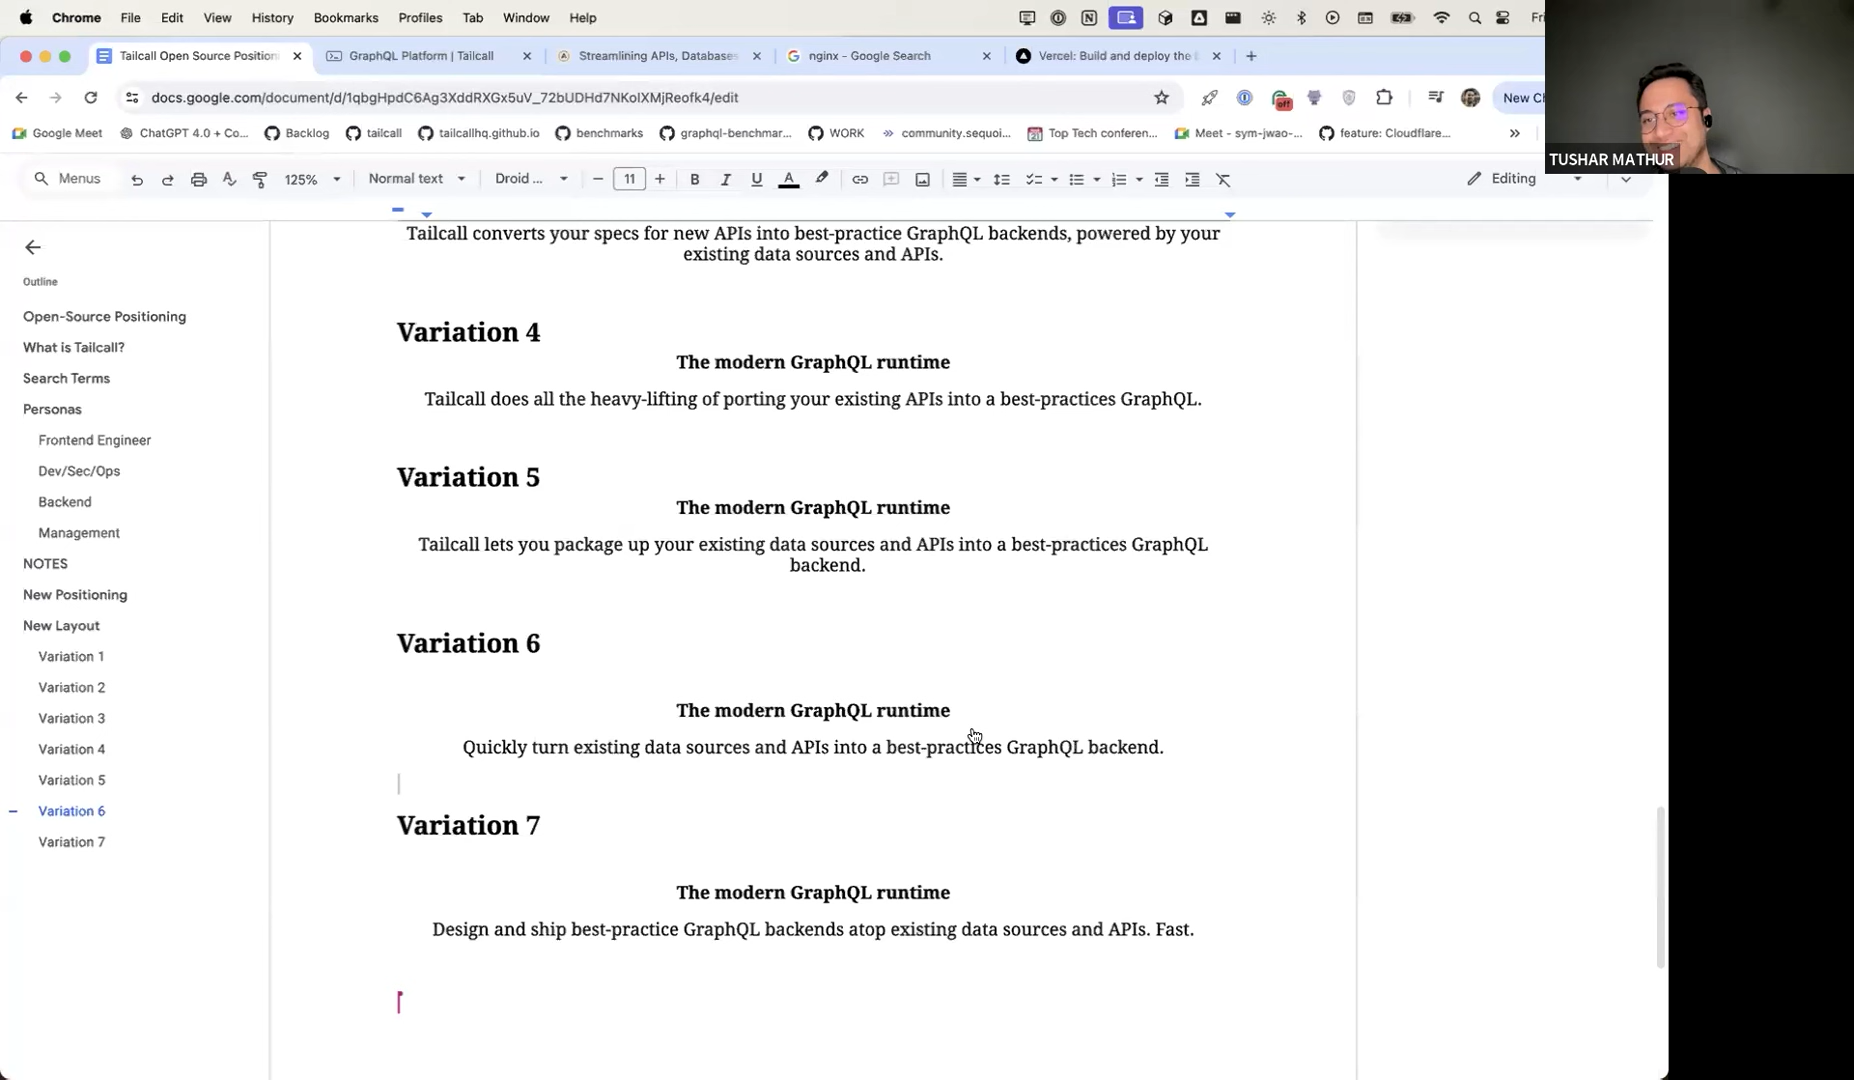 Chrome File Edit View History Bookmarks Profiles Tab Window Help
Tailcall Open Source Position
GraphQL Platform | Tailcall
Streamlining APIs, Databases
nginx - Google Search
Vercel: Build and deploy the
docs.google.com/document/d/1qbgHpdC6Ag3XddRXGx5uV_72bUDHd7NKolXMjReofk4/edit
off
New Ch
Google Meet
ChatGPT 4.0 + Co...
Backlog
tailcall
tailcallhq.github.io
benchmarks
graphql-benchmar...
WORK
community.sequoi...
Top Tech conferen...
Meet - sym-jwao-...
feature: Cloudflare...
TUSHAR MATHUR
Menus
125%
Normal text
Droid ...
11
B I U A
Editing
Outline
Open-Source Positioning
What is Tailcall?
Search Terms
Personas
Frontend Engineer
Dev/Sec/Ops
Backend
Management
NOTES
New Positioning
New Layout
Variation 1
Variation 2
Variation 3
Variation 4
Variation 5
Variation 6
Variation 7
Tailcall converts your specs for new APIs into best-practice GraphQL backends, powered by your
existing data sources and APIs.
Variation 4
The modern GraphQL runtime
Tailcall does all the heavy-lifting of porting your existing APIs into a best-practices GraphQL.
Variation 5
The modern GraphQL runtime
Tailcall lets you package up your existing data sources and APIs into a best-practices GraphQL
backend.
Variation 6
The modern GraphQL runtime
Quickly turn existing data sources and APIs into a best-practices GraphQL backend.
Variation 7
The modern GraphQL runtime
Design and ship best-practice GraphQL backends atop existing data sources and APIs. Fast.